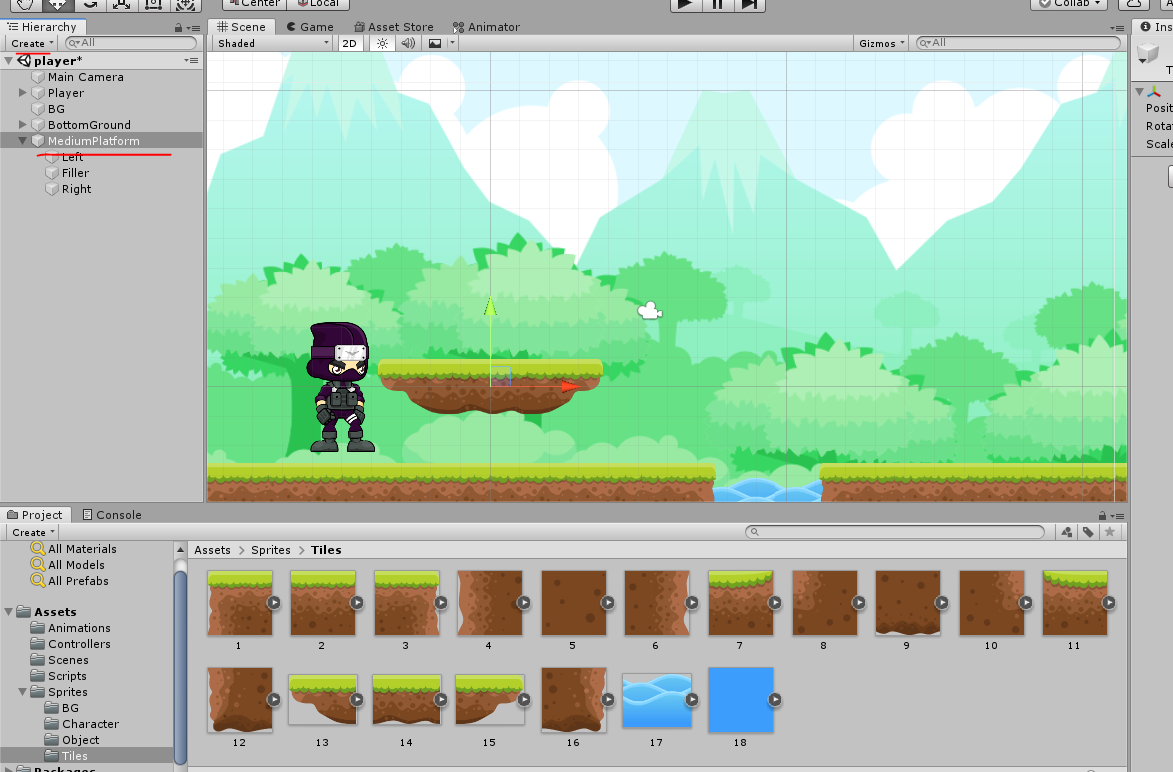 Center Local
Collab
Hierarchy
Scene Game Asset Store Animator
Create All
Shaded 2D Gizmos All
player*
Main Camera
Player
BG
BottomGround
MediumPlatform
Left
Filler
Right
Posit
Rota
Scale
Project Console
Create
All Materials
All Models
All Prefabs
Assets
Animations
Controllers
Scenes
Scripts
Sprites
BG
Character
Object
Tiles
Packages
Assets > Sprites > Tiles
1 2 3 4 5 6 7 8 9 10 11
12 13 14 15 16 17 18